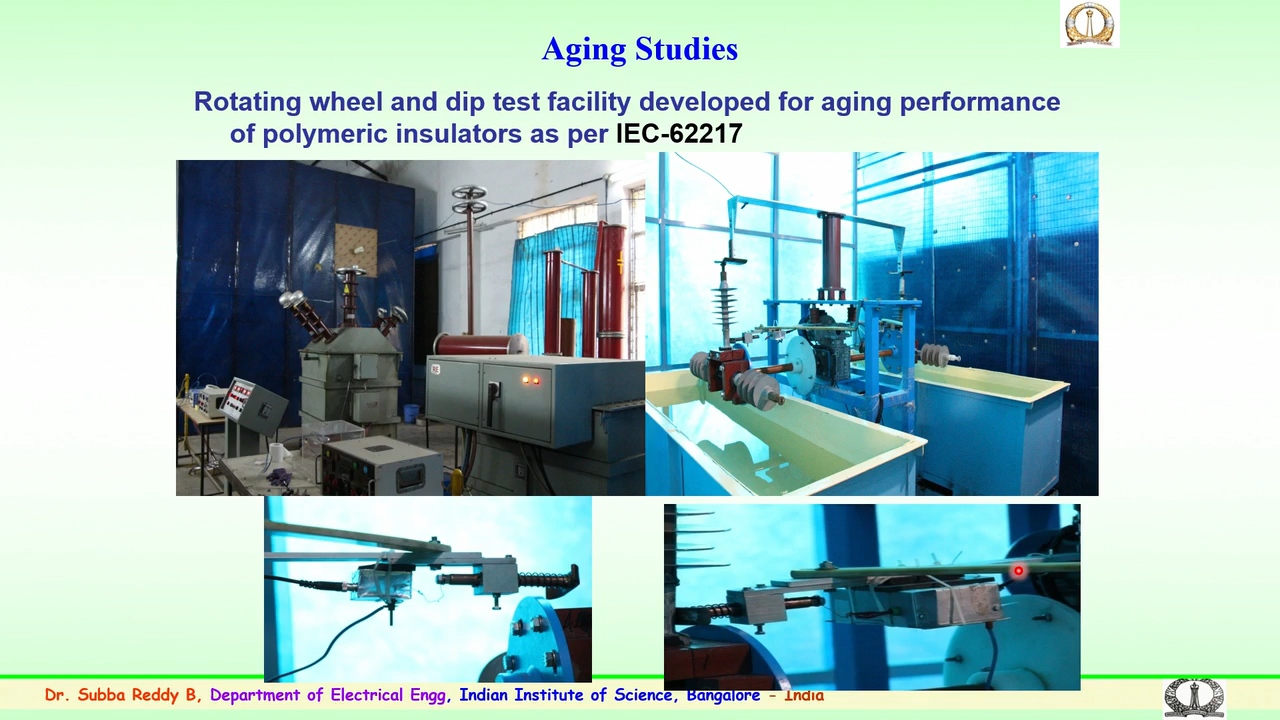 Aging Studies
Rotating wheel and dip test facility developed for aging performance
of polymeric insulators as per IEC-62217
Dr. Subba Reddy B, Department of Electrical Engg, Indian Institute of Science, Bangalore - India